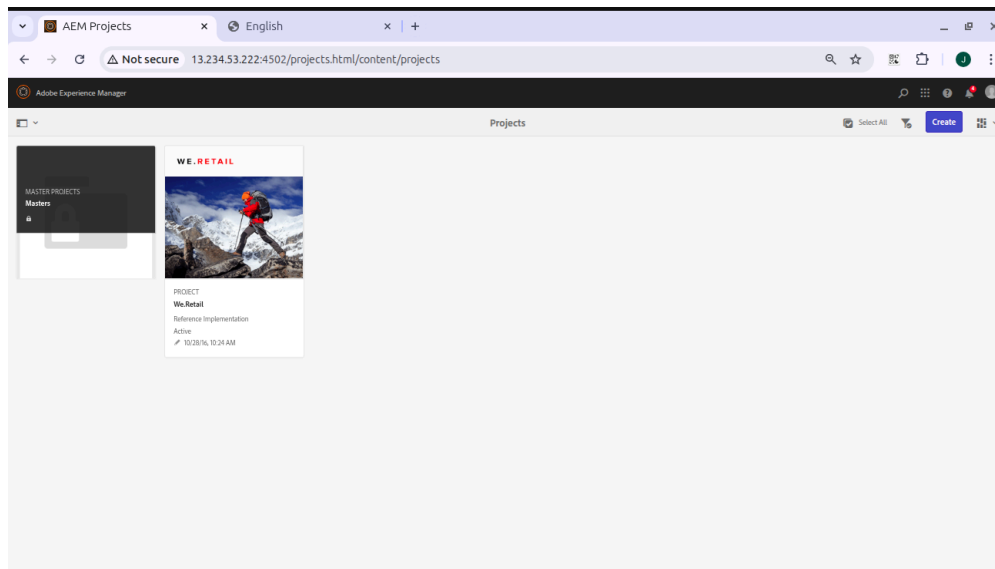 AEM Projects
English
Not secure 13.234.53.222:4502/projects.html/content/projects
J
Adobe Experience Manager
Projects
Select All
Create
MASTER PROJECTS
Masters
WE.RETAIL
PROJECT
We.Retail
Reference Implementation
Active
10/28/16, 10:24 AM